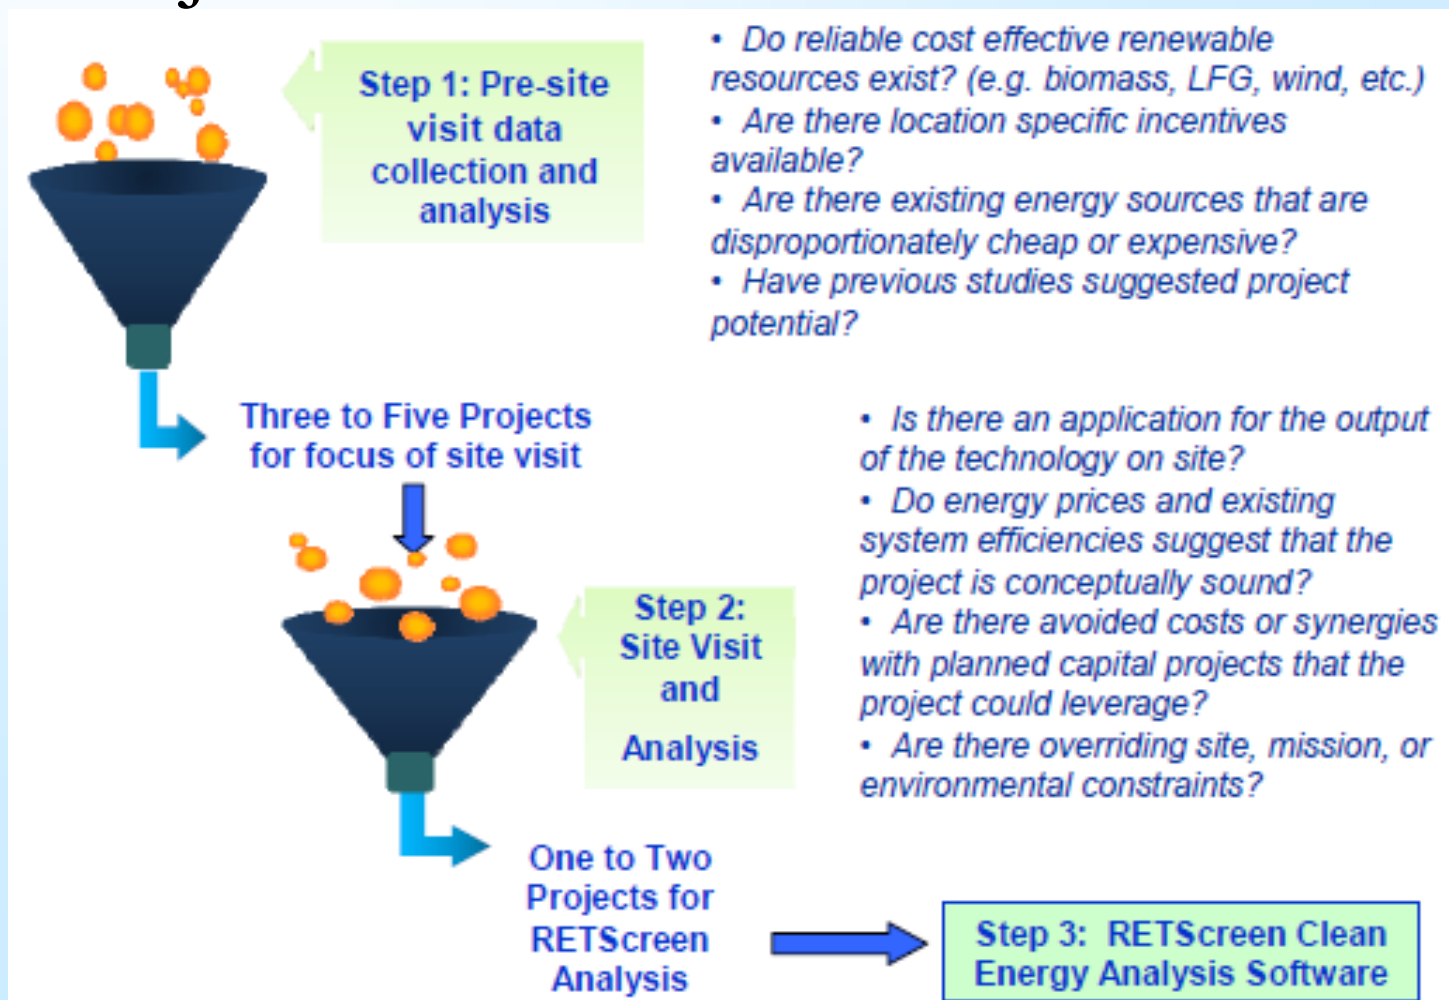 Step 1: Pre-site
visit data
collection and
analysis
• Do reliable cost effective renewable
resources exist? (e.g. biomass, LFG, wind, etc.)
• Are there location specific incentives
available?
• Are there existing energy sources that are
disproportionately cheap or expensive?
• Have previous studies suggested project
potential?
Three to Five Projects
for focus of site visit
Step 2:
Site Visit
and
Analysis
• Is there an application for the output
of the technology on site?
• Do energy prices and existing
system efficiencies suggest that the
project is conceptually sound?
• Are there avoided costs or synergies
with planned capital projects that the
project could leverage?
• Are there overriding site, mission, or
environmental constraints?
One to Two
Projects for
RETScreen
Analysis
Step 3: RETScreen Clean
Energy Analysis Software